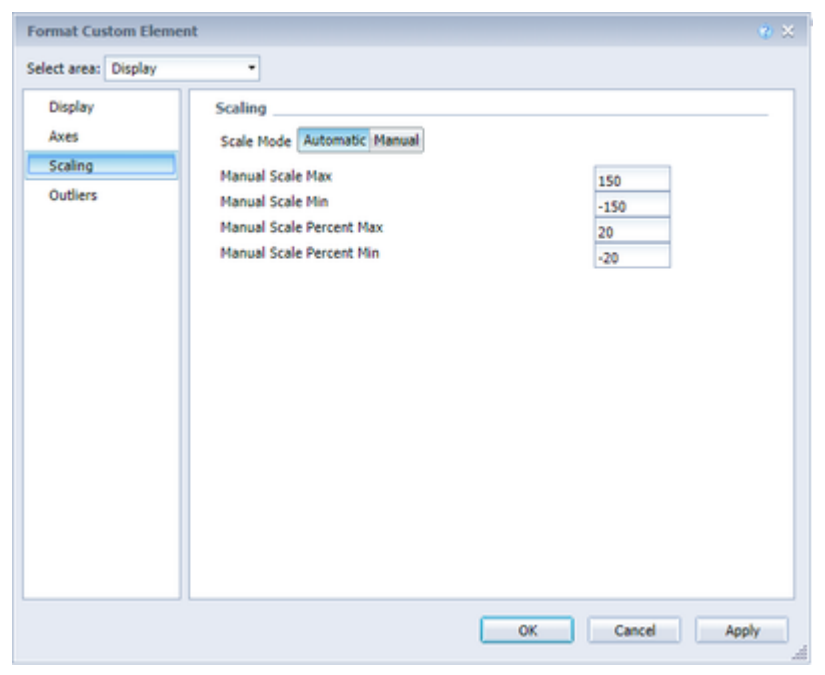 Format Custom Element
Select area: Display
Display
Axes
Scaling
Outliers
Scaling
Scale Mode Automatic Manual
Manual Scale Max 150
Manual Scale Min -150
Manual Scale Percent Max 20
Manual Scale Percent Min -20
OK Cancel Apply